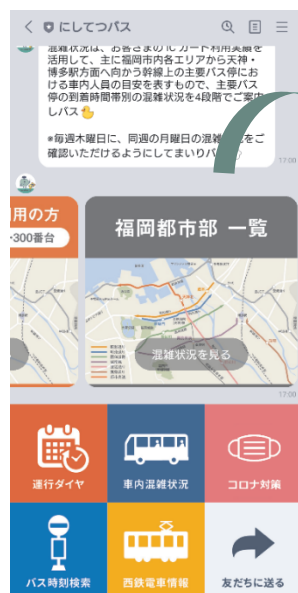 にしてつバス
混雑状況は、お客さまのICカード利用実績を
活用して、主に福岡市内各エリアから天神・
博多駅方面へ向かう幹線上の主要バス停にお
ける車内人員の目安を表すもので、主要バス
停の到着時間帯別の混雑状況を4段階でご案内
しバス
*毎週木曜日に、同週の月曜日の混雑をご
確認いただけるようにしてまいりバ
17:00
用の方
・300番台
福岡都市部 一覧
混雑状況を見る
17:00
運行ダイヤ
車内混雑状況
コロナ対策
バス時刻検索
西鉄電車情報
友だちに送る